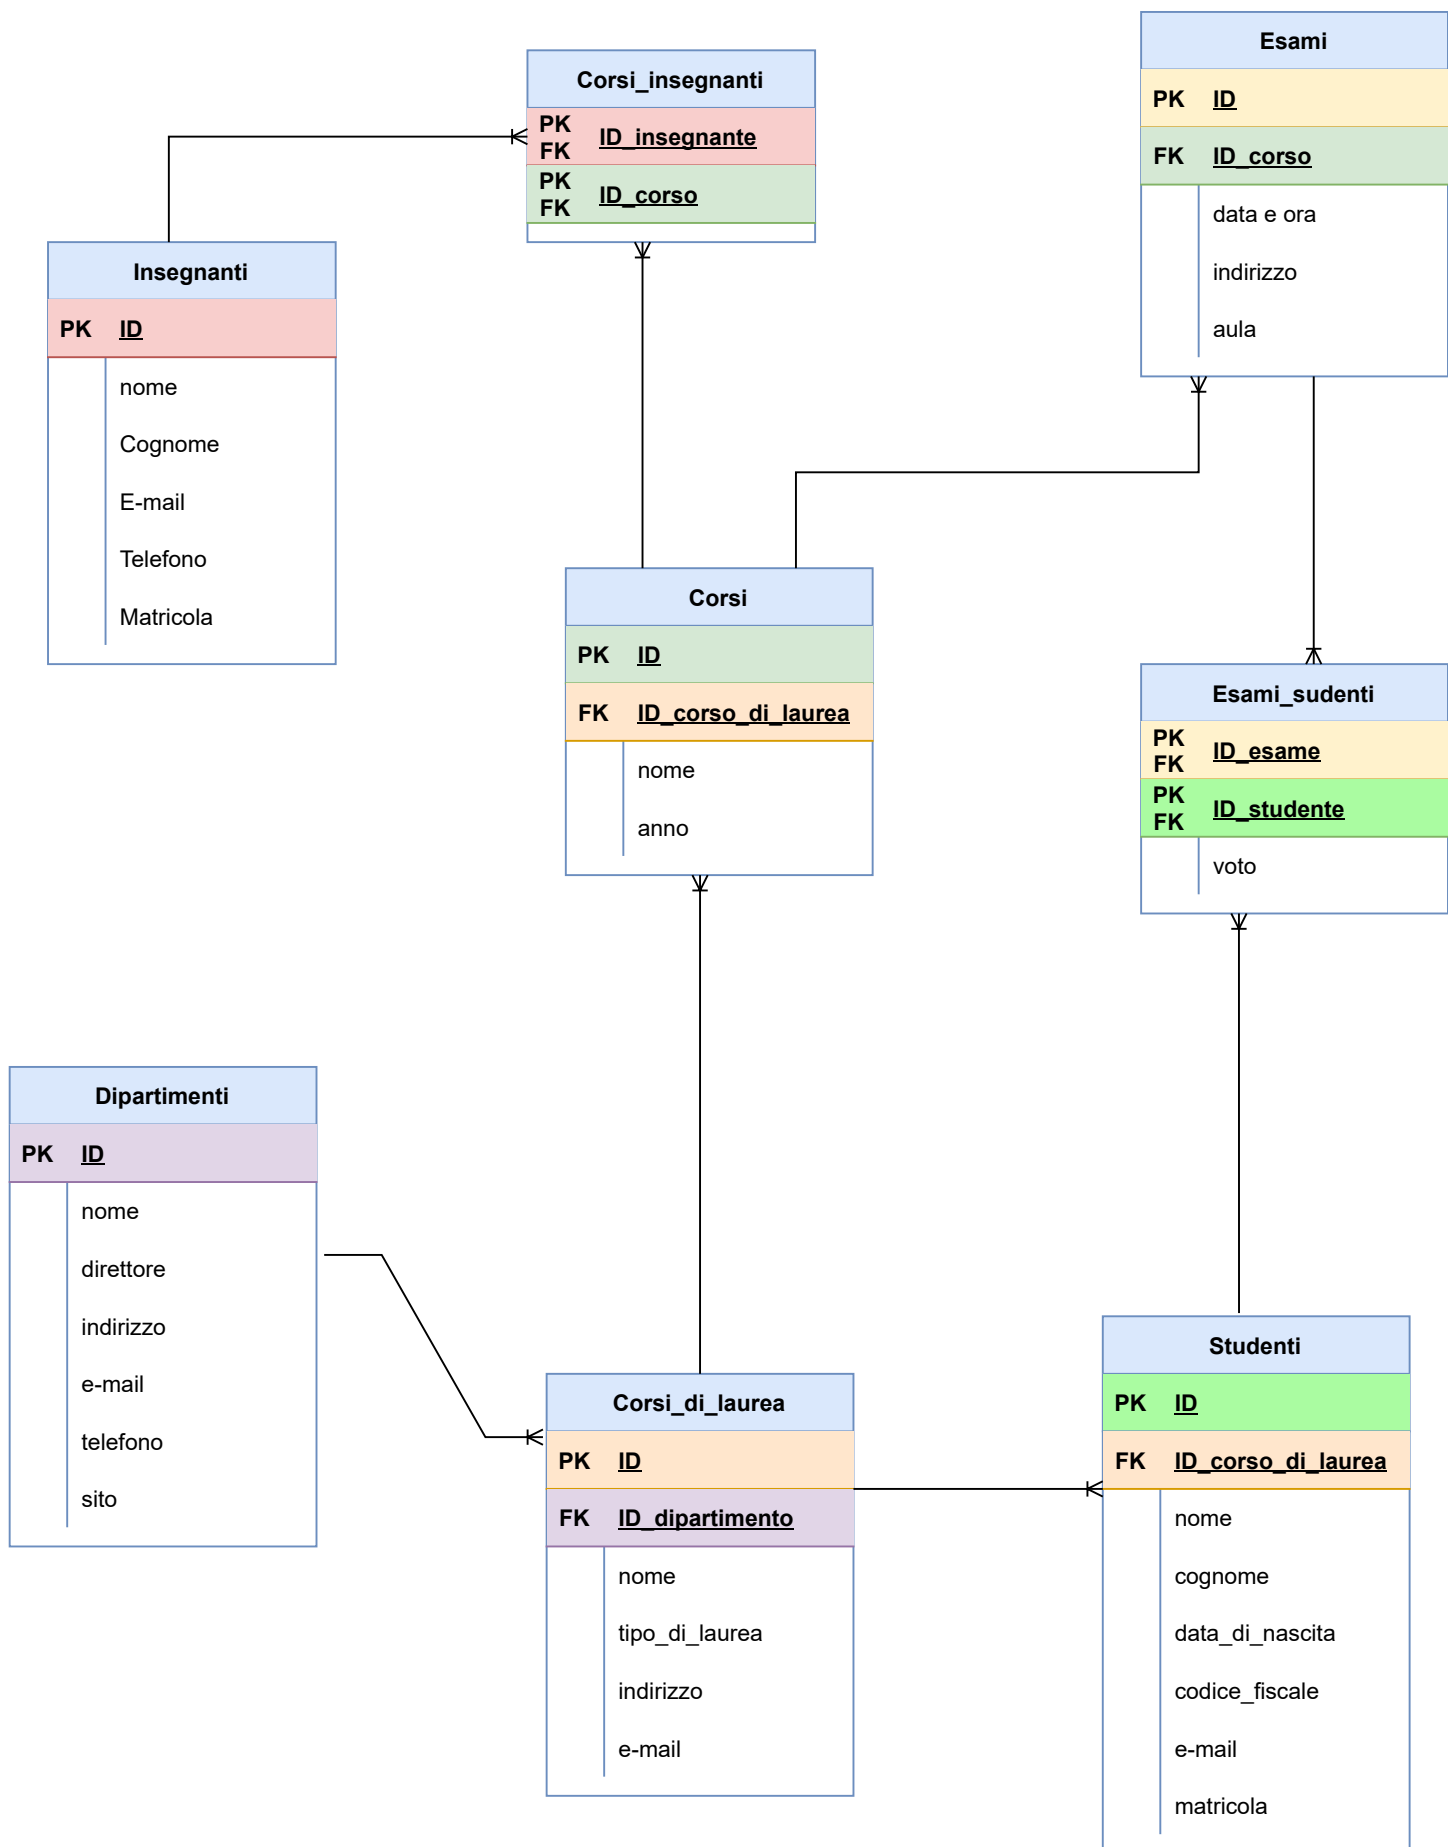 Esami
PK ID
FK ID_corso
data e ora
indirizzo
aula
Corsi_insegnanti
PK
FK ID_insegnante
PK
FK ID_corso
Insegnanti
PK ID
nome
Cognome
E-mail
Telefono
Matricola
Corsi
PK ID
FK ID_corso_di_laurea
nome
anno
Esami_sudenti
PK
FK ID_esame
PK
FK ID_studente
voto
Dipartimenti
PK ID
nome
direttore
indirizzo
e-mail
telefono
sito
Corsi_di_laurea
PK ID
FK ID_dipartimento
nome
tipo_di_laurea
indirizzo
e-mail
Studenti
PK ID
FK ID_corso_di_laurea
nome
cognome
data_di_nascita
codice_fiscale
e-mail
matricola